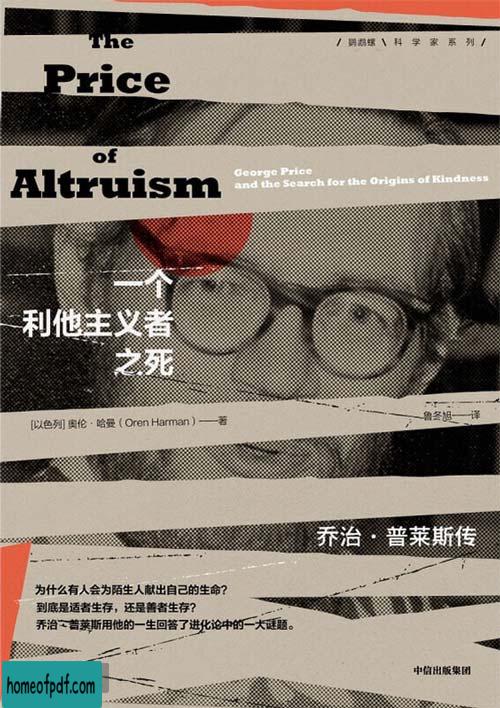 The
Price
of
Altruism
/ 鹦鹉螺 \ 科学家系列 /
George Price
and the Search for the Origins of Kindness
一个
利他主义者
之死
[以色列] 奥伦·哈曼（Oren Harman）——著
鲁冬旭——译
乔治·普莱斯传
为什么有人会为陌生人献出自己的生命？
到底是适者生存，还是善者生存？
乔治·普莱斯用他的一生回答了进化论中的一大谜题。
中信出版集团
homeofpdf.com